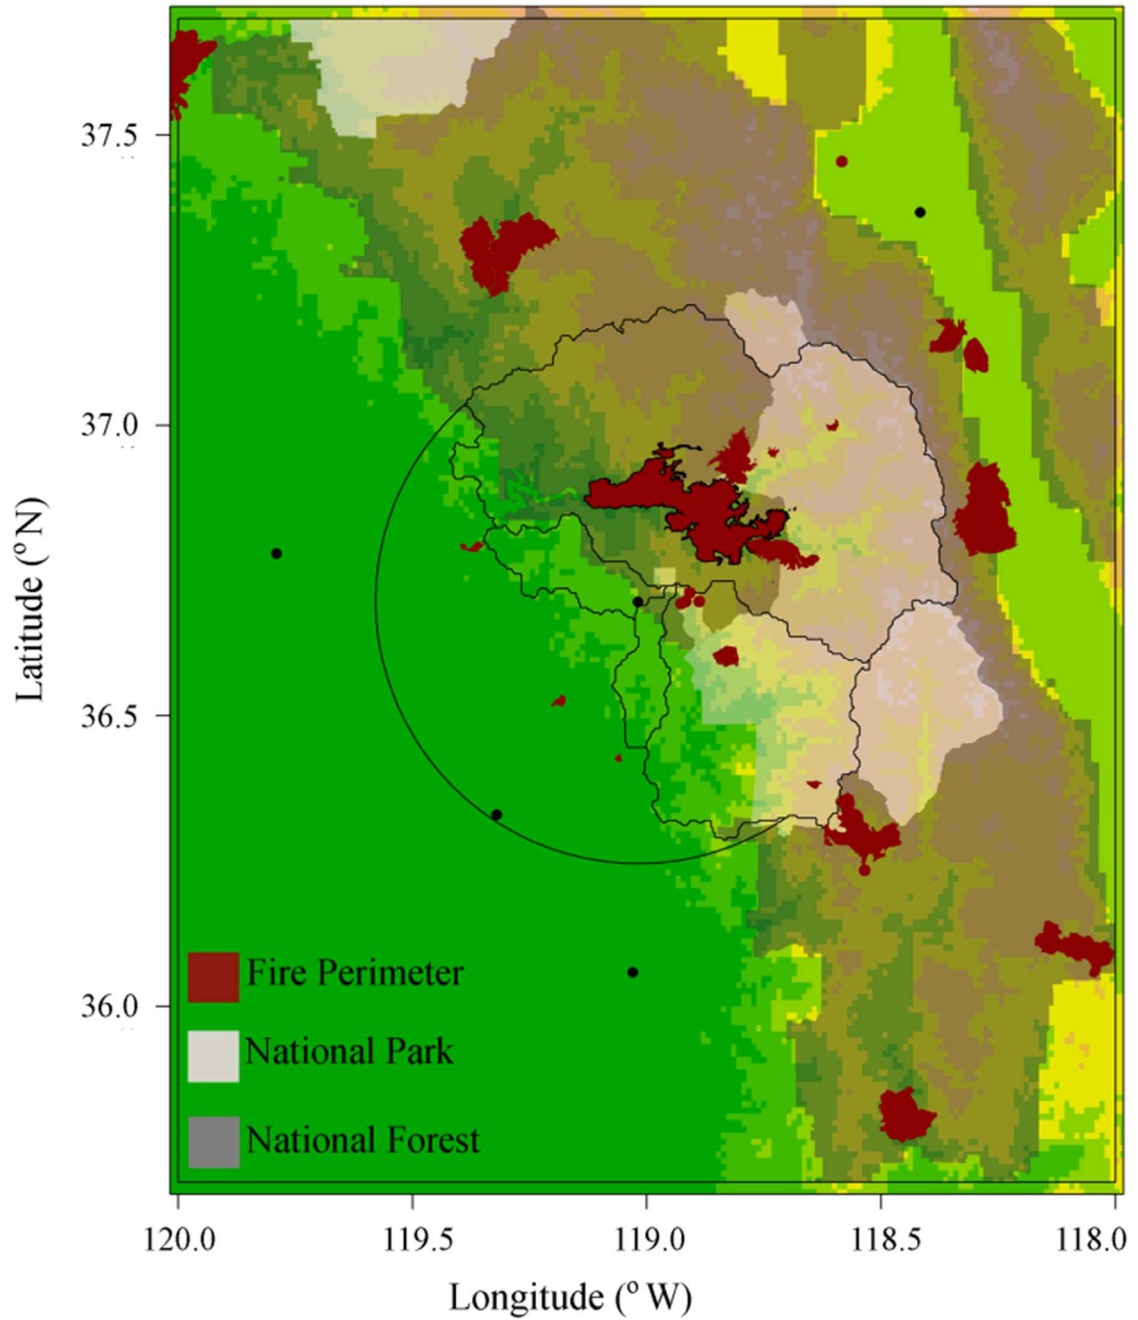 37.5
37.0
36.5
36.0
Latitude (º N)
Fire Perimeter
National Park
National Forest
120.0 119.5 119.0 118.5 118.0
Longitude (º W)